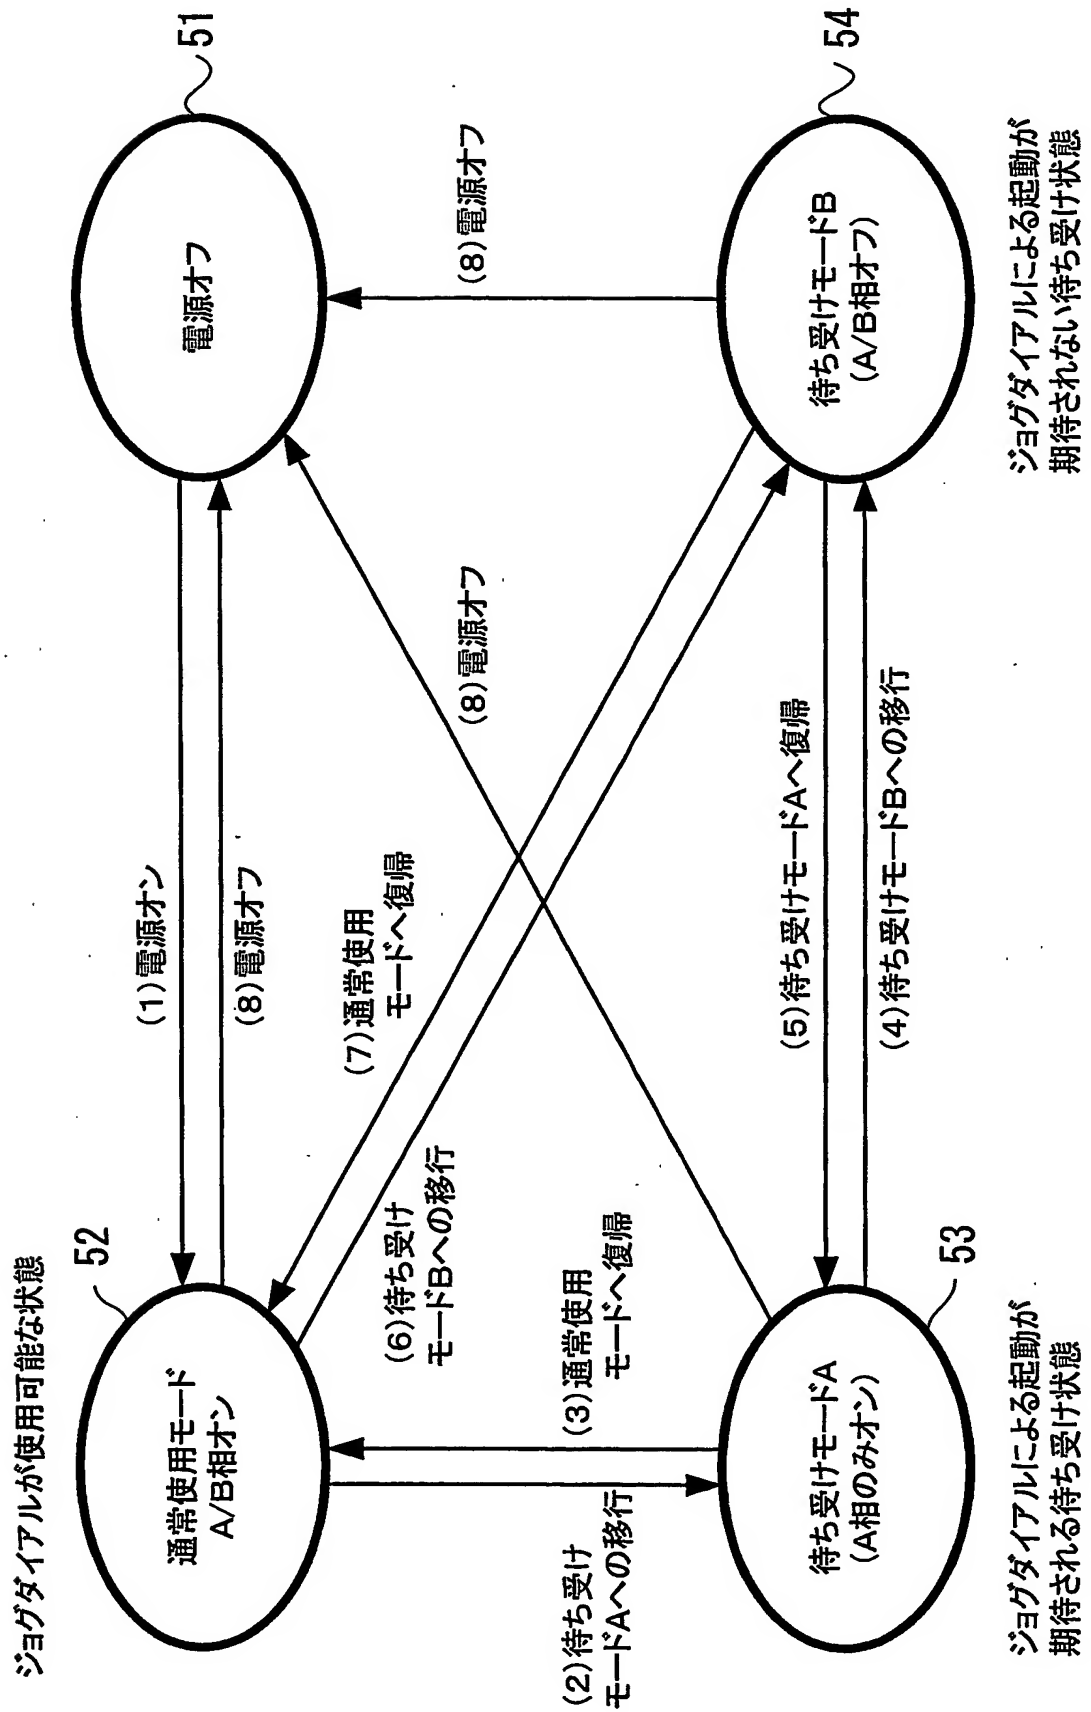 ジョグダイアルが使用可能な状態
52
通常使用モード
A/B相オン
(1)電源オン
(8)電源オフ
51
電源オフ
(7)通常使用
モードへ復帰
(6)待ち受け
モードBへの移行
(8)電源オフ
(8)電源オフ
(3)通常使用
モードへ復帰
(2)待ち受け
モードAへの移行
(5)待ち受けモードAへ復帰
(4)待ち受けモードBへの移行
待ち受けモードA
(A相のみオン)
53
待ち受けモードB
(A/B相オフ)
54
ジョグダイアルによる起動が
期待される待ち受け状態
ジョグダイアルによる起動が
期待されない待ち受け状態